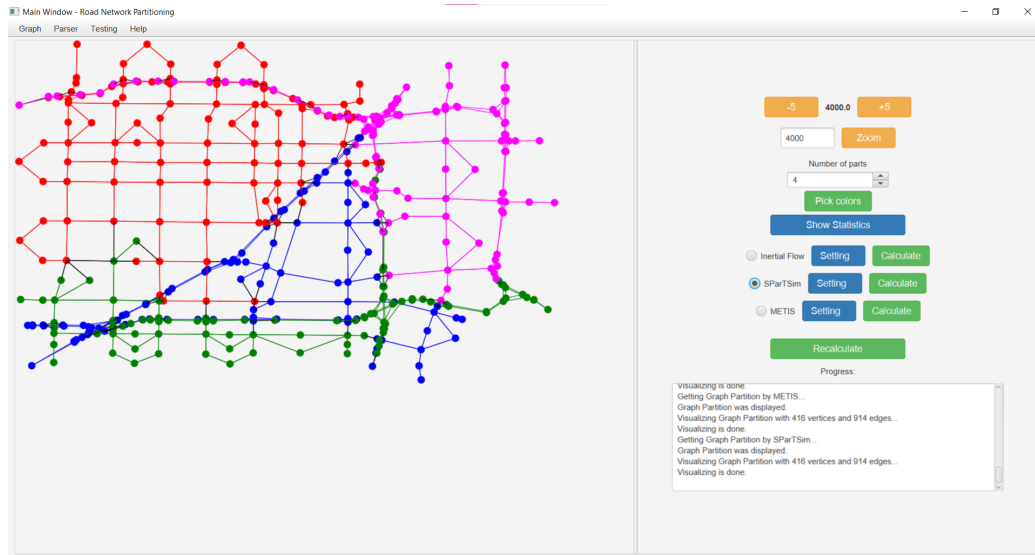 Main Window - Road Network Partitioning
Graph Parser Testing Help
-5 4000.0 +5
4000 Zoom
Number of parts
4
Pick colors
Show Statistics
Inertial Flow Setting Calculate
SParTSim Setting Calculate
METIS Setting Calculate
Recalculate
Progress:
Visualizing is done.
Getting Graph Partition by METIS...
Graph Partition was displayed.
Visualizing Graph Partition with 416 vertices and 914 edges...
Visualizing is done.
Getting Graph Partition by SParTSim...
Graph Partition was displayed.
Visualizing Graph Partition with 416 vertices and 914 edges...
Visualizing is done.